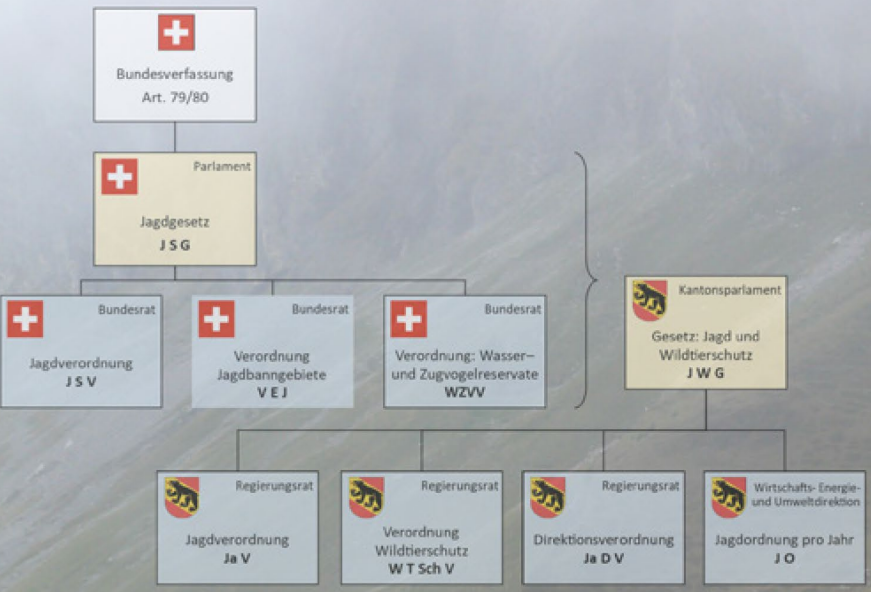 Bundesverfassung
Art. 79/80
Parlament
Jagdgesetz
J S G
Bundesrat
Jagdverordnung
J S V
Bundesrat
Verordnung
Jagdbanngebiete
V E J
Bundesrat
Verordnung: Wasser–
und Zugvogelreservate
WZVV
Kantonsparlament
Gesetz: Jagd und
Wildtierschutz
J W G
Regierungsrat
Jagdverordnung
Ja V
Regierungsrat
Verordnung
Wildtierschutz
W T Sch V
Regierungsrat
Direktionsverordnung
Ja D V
Wirtschafts- Energie-
und Umweltdirektion
Jagdordnung pro Jahr
J O